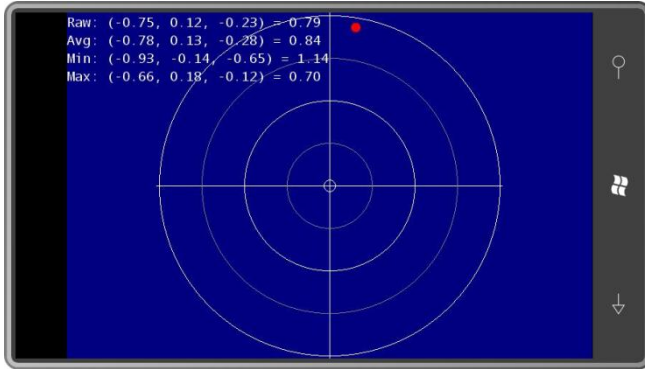 Raw: (-0.75, 0.12, -0.23) = 0.79
Avg: (-0.78, 0.13, -0.28) = 0.84
Min: (-0.93, -0.14, -0.65) = 1.14
Max: (-0.66, 0.18, -0.12) = 0.70